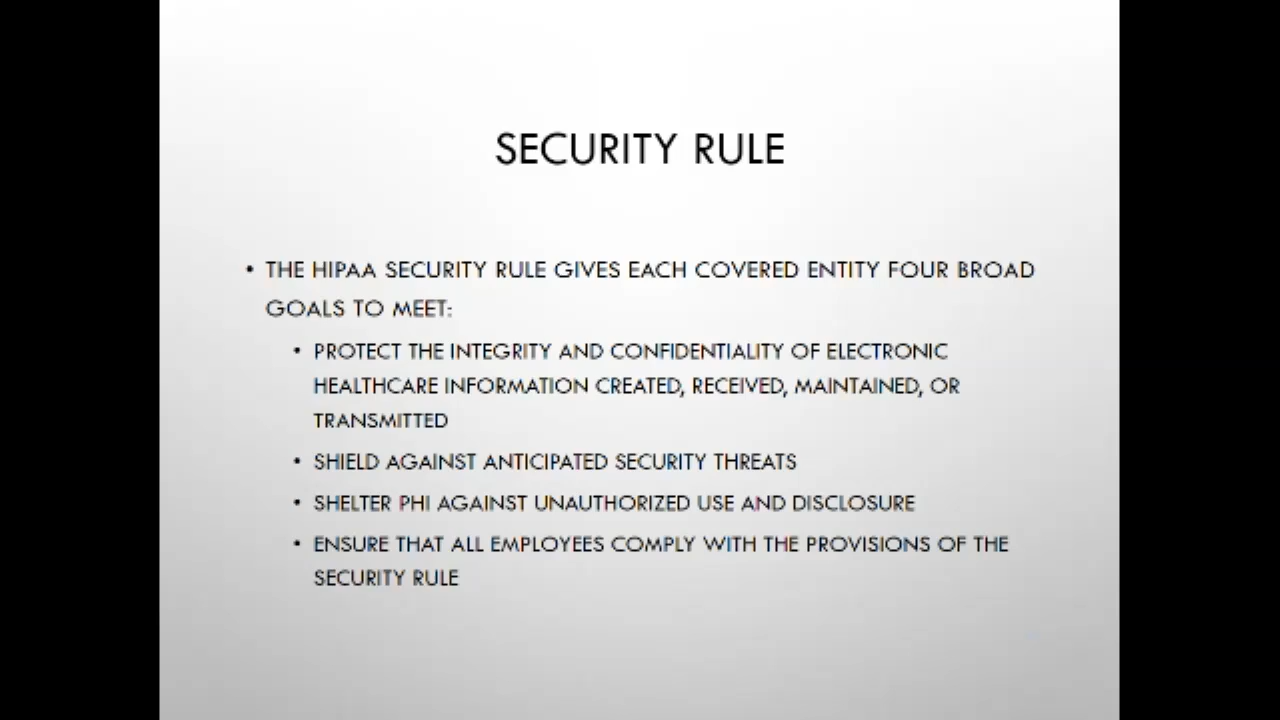 SECURITY RULE
• THE HIPAA SECURITY RULE GIVES EACH COVERED ENTITY FOUR BROAD
GOALS TO MEET:
• PROTECT THE INTEGRITY AND CONFIDENTIALITY OF ELECTRONIC
HEALTHCARE INFORMATION CREATED, RECEIVED, MAINTAINED, OR
TRANSMITTED
• SHIELD AGAINST ANTICIPATED SECURITY THREATS
• SHELTER PHI AGAINST UNAUTHORIZED USE AND DISCLOSURE
• ENSURE THAT ALL EMPLOYEES COMPLY WITH THE PROVISIONS OF THE
SECURITY RULE